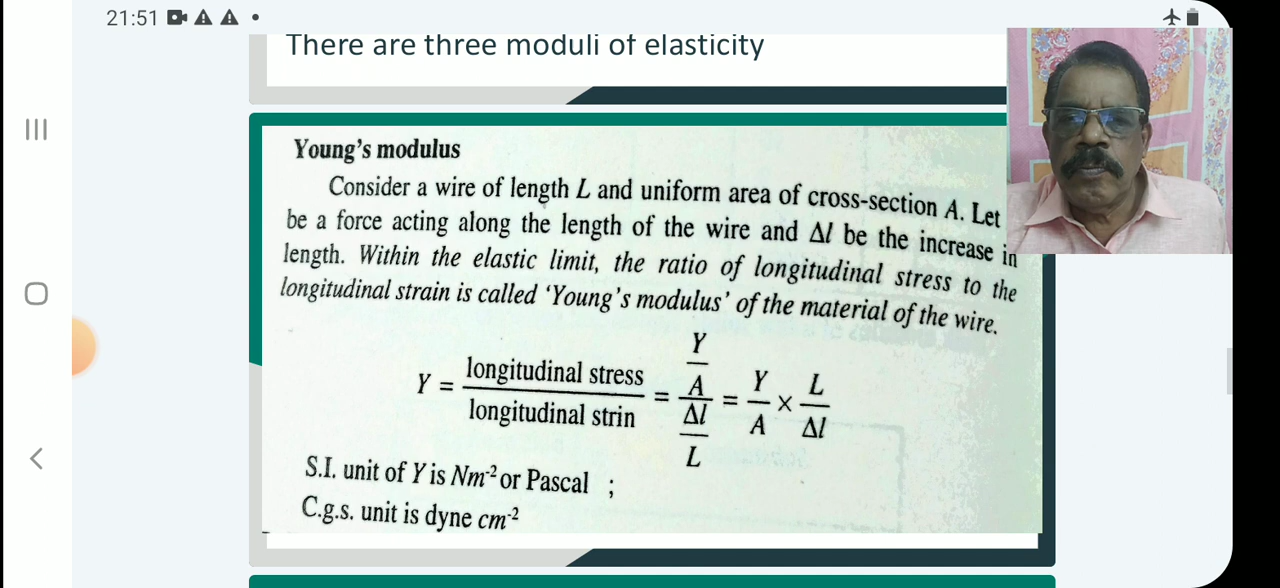 21:51
There are three moduli of elasticity
Young's modulus
Consider a wire of length L and uniform area of cross-section A. Let
be a force acting along the length of the wire and Δl be the increase in
length. Within the elastic limit, the ratio of longitudinal stress to the
longitudinal strain is called 'Young's modulus' of the material of the wire.
Y = longitudinal stress / longitudinal strin = Y/A / Δl/L = Y/A × L/Δl
S.I. unit of Y is Nm⁻² or Pascal ;
C.g.s. unit is dyne cm⁻²